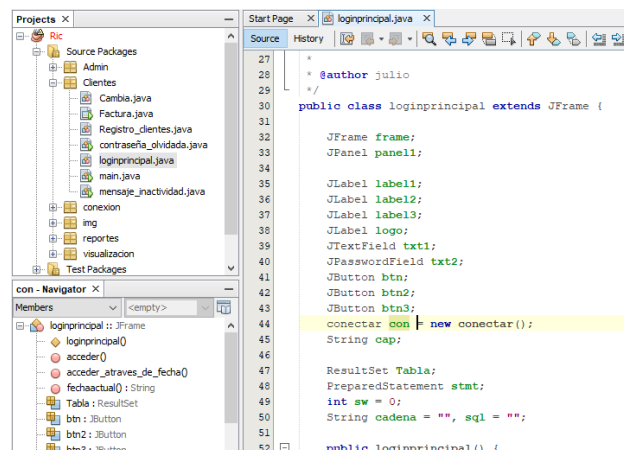 Projects ×
Ric
Source Packages
Admin
Clientes
Cambia.java
Factura.java
Registro_clientes.java
contraseña_olvidada.java
loginprincipal.java
main.java
mensaje_inactividad.java
conexion
img
reportes
visualizacion
Test Packages
con - Navigator ×
Members
<empty>
loginprincipal :: JFrame
loginprincipal()
acceder()
acceder_atraves_de_fecha()
fechaactual() : String
Tabla : ResultSet
btn : JButton
btn2 : JButton
btn3 : JButton
Start Page × loginprincipal.java ×
Source History
27 *
28 * @author julio
29 */
30 public class loginprincipal extends JFrame {
31
32 JFrame frame;
33 JPanel panel1;
34
35 JLabel label1;
36 JLabel label2;
37 JLabel label3;
38 JLabel logo;
39 JTextField txt1;
40 JPasswordField txt2;
41 JButton btn;
42 JButton btn2;
43 JButton btn3;
44 conectar con = new conectar();
45 String cap;
46
47 ResultSet Tabla;
48 PreparedStatement stmt;
49 int sw = 0;
50 String cadena = "", sql = "";
51
52 public loginprincipal() {